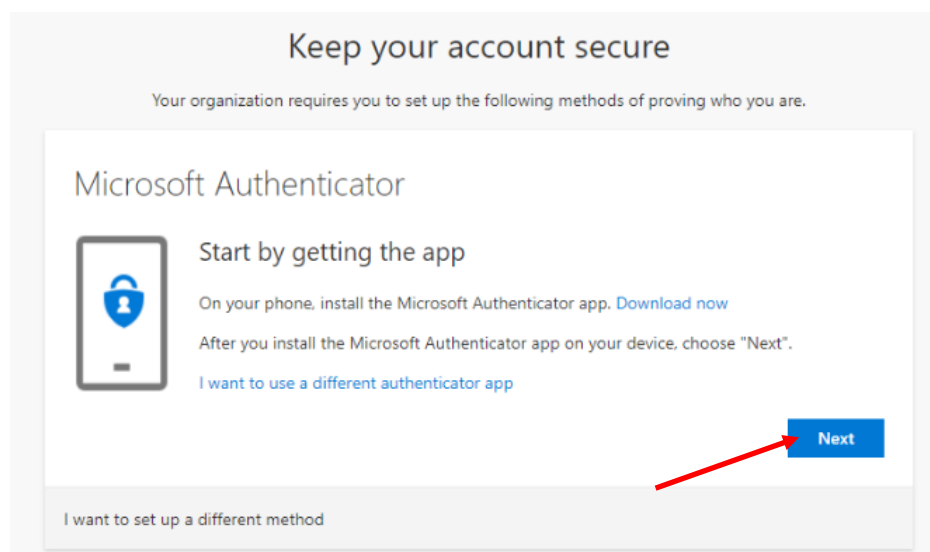 Keep your account secure
Your organization requires you to set up the following methods of proving who you are.
Microsoft Authenticator
Start by getting the app
On your phone, install the Microsoft Authenticator app. Download now
After you install the Microsoft Authenticator app on your device, choose "Next".
I want to use a different authenticator app
Next
I want to set up a different method